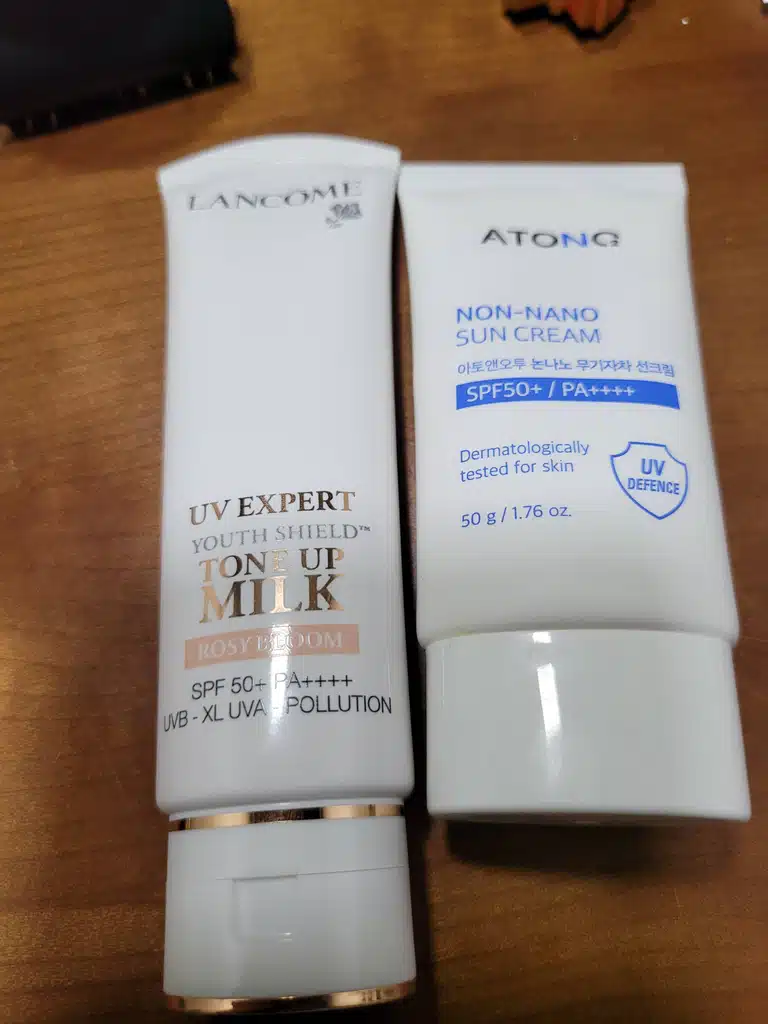 LANCÔME
UV EXPERT
YOUTH SHIELD™
TONE UP
MILK
ROSY BLOOM
SPF 50+ PA++++
UVB - XL UVA - POLLUTION
ATONO
NON-NANO
SUN CREAM
아토앤오투 논나노 무기자차 선크림
SPF50+ / PA++++
Dermatologically
tested for skin
UV
DEFENCE
50 g / 1.76 oz.